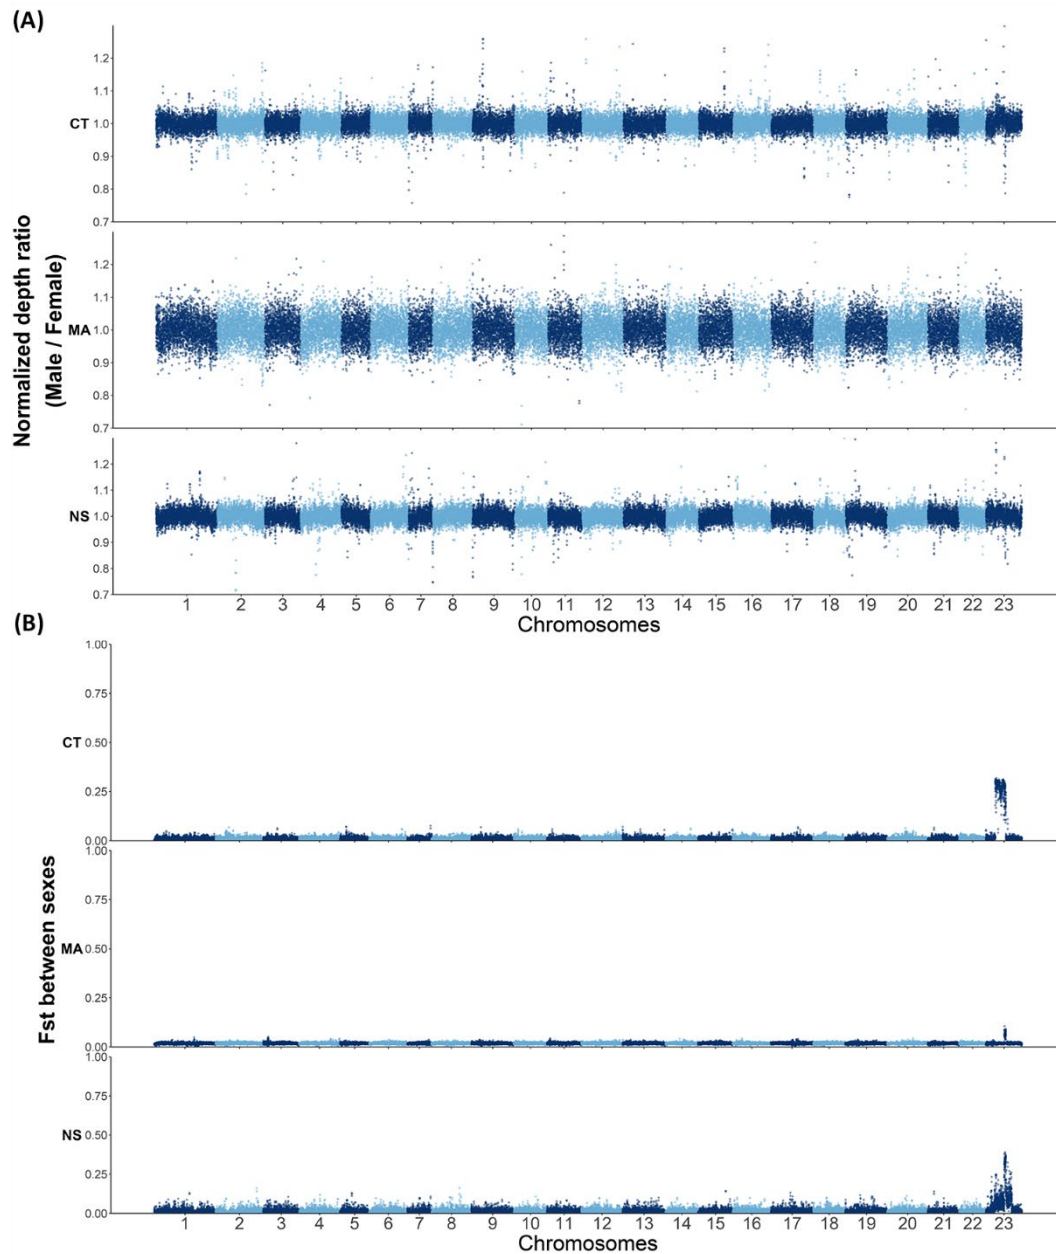 (A)
Normalized depth ratio
(Male / Female)
CT
1.2
1.1
1.0
0.9
0.8
0.7
MA
1.2
1.1
1.0
0.9
0.8
0.7
NS
1.2
1.1
1.0
0.9
0.8
0.7
1 2 3 4 5 6 7 8 9 10 11 12 13 14 15 16 17 18 19 20 21 22 23
Chromosomes
(B)
Fst between sexes
CT
1.00
0.75
0.50
0.25
0.00
MA
1.00
0.75
0.50
0.25
0.00
NS
1.00
0.75
0.50
0.25
0.00
1 2 3 4 5 6 7 8 9 10 11 12 13 14 15 16 17 18 19 20 21 22 23
Chromosomes